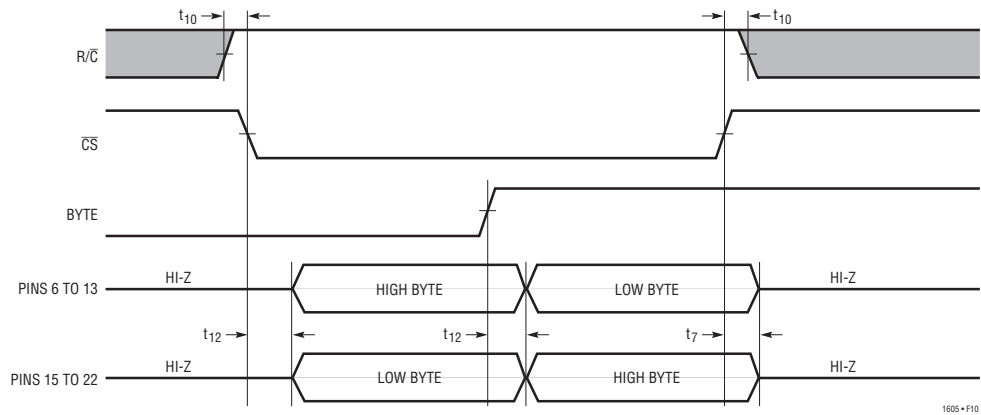 t10 t10
R/C̅
C̅S̅
BYTE
PINS 6 TO 13 HI-Z HIGH BYTE LOW BYTE HI-Z
t12 t12 t7
PINS 15 TO 22 HI-Z LOW BYTE HIGH BYTE HI-Z
1605 • F10